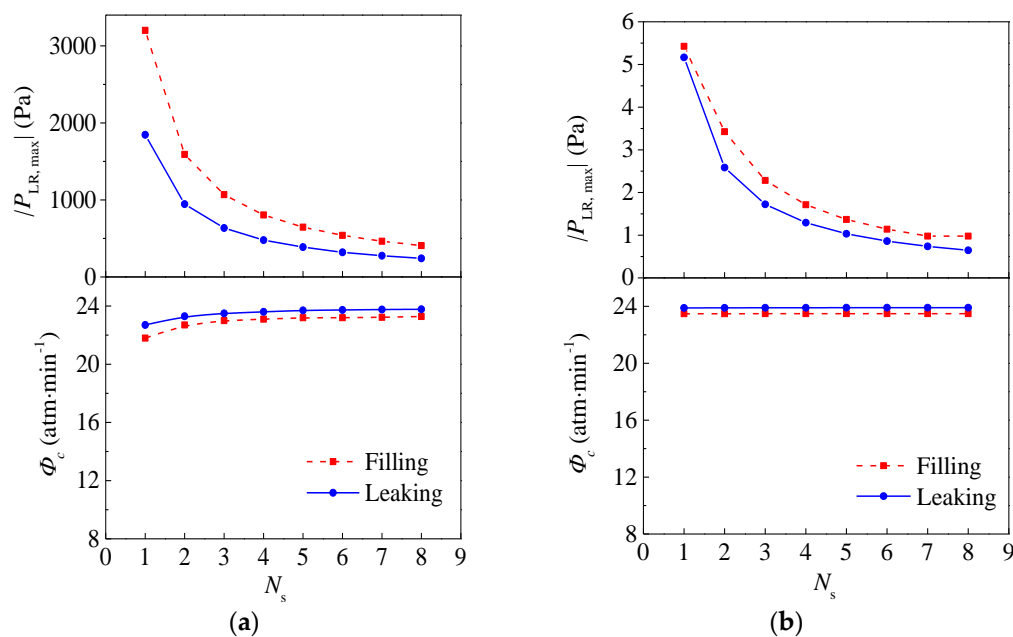 /P_LR, max| (Pa)
3000
2000
1000
0
Φ_c (atm·min⁻¹)
24
20
16
12
8
Filling
Leaking
0 1 2 3 4 5 6 7 8 9
N_s
(a)
/P_LR, max| (Pa)
6
5
4
3
2
1
0
Φ_c (atm·min⁻¹)
24
20
16
12
8
Filling
Leaking
0 1 2 3 4 5 6 7 8 9
N_s
(b)